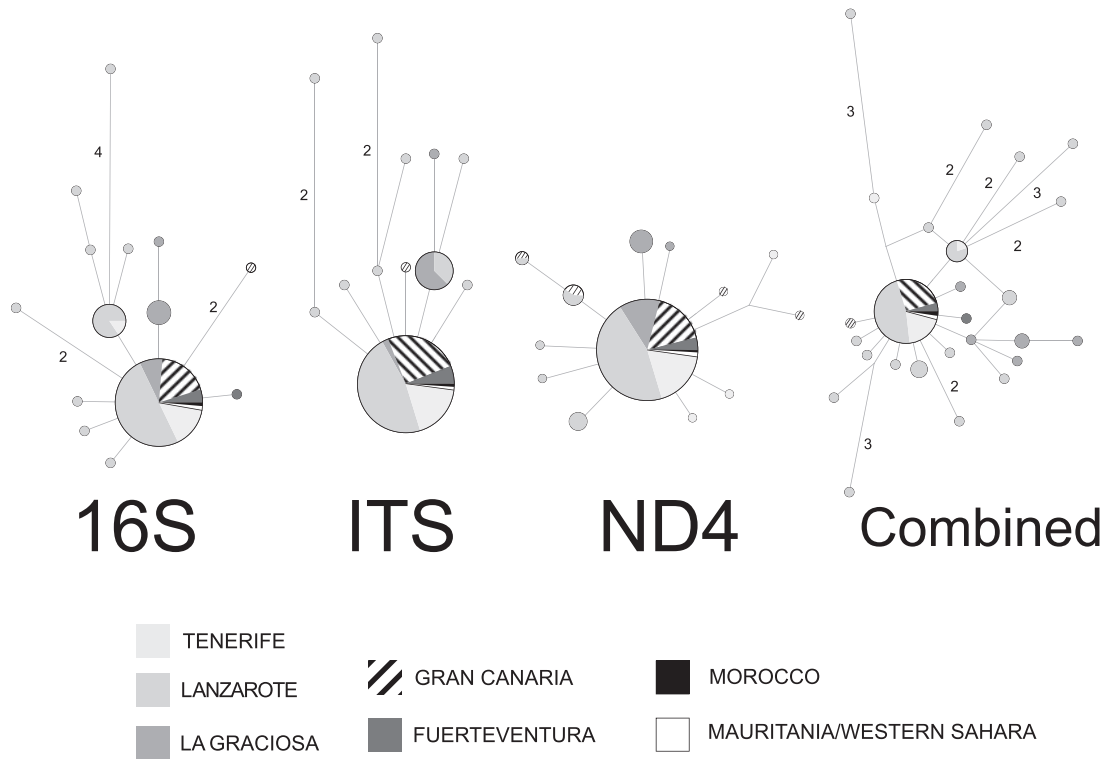 4
2
2
2
2
3
2
2
3
2
2
3
16S
ITS
ND4
Combined
TENERIFE
LANZAROTE
LA GRACIOSA
GRAN CANARIA
FUERTEVENTURA
MOROCCO
MAURITANIA/WESTERN SAHARA